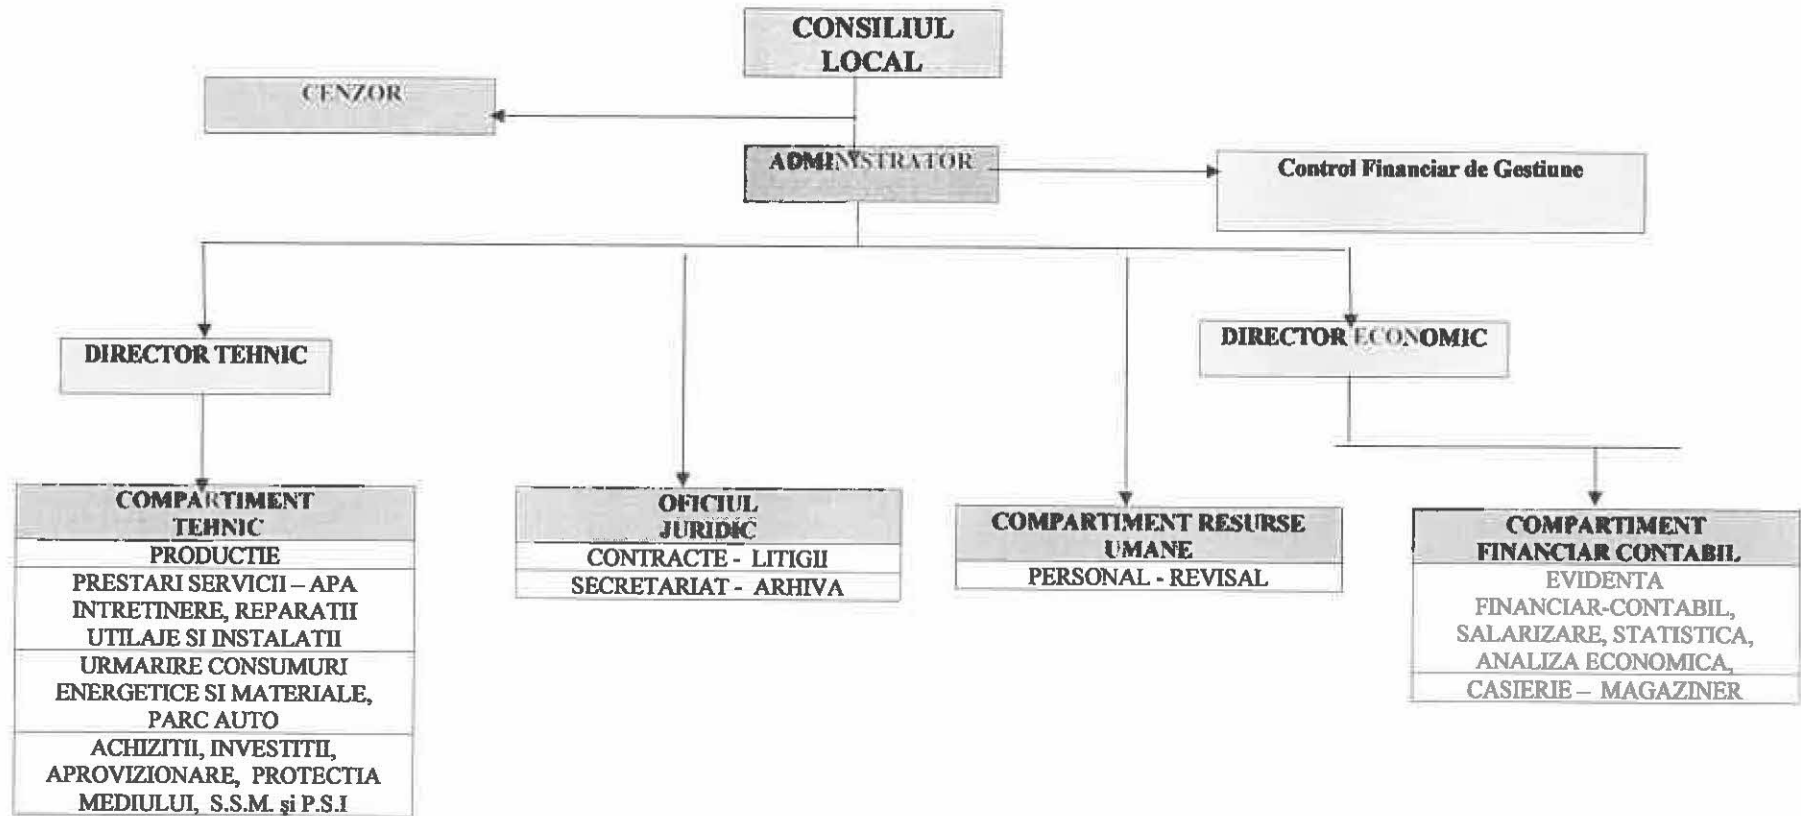 CONSILIUL
LOCAL
CENZOR
ADMINISTRATOR
Control Financiar de Gestiune
DIRECTOR TEHNIC
DIRECTOR ECONOMIC
COMPARTIMENT
TEHNIC
PRODUCTIE
PRESTARI SERVICII – APA
INTRETINERE, REPARATII
UTILAJE SI INSTALATII
URMARIRE CONSUMURI
ENERGETICE SI MATERIALE,
PARC AUTO
ACHIZITII, INVESTITII,
APROVIZIONARE, PROTECTIA
MEDIULUI, S.S.M. şi P.S.I
OFICIUL
JURIDIC
CONTRACTE - LITIGII
SECRETARIAT - ARHIVA
COMPARTIMENT RESURSE
UMANE
PERSONAL - REVISAL
COMPARTIMENT
FINANCIAR CONTABIL
EVIDENTA
FINANCIAR-CONTABIL,
SALARIZARE, STATISTICA,
ANALIZA ECONOMICA,
CASIERIE – MAGAZINER